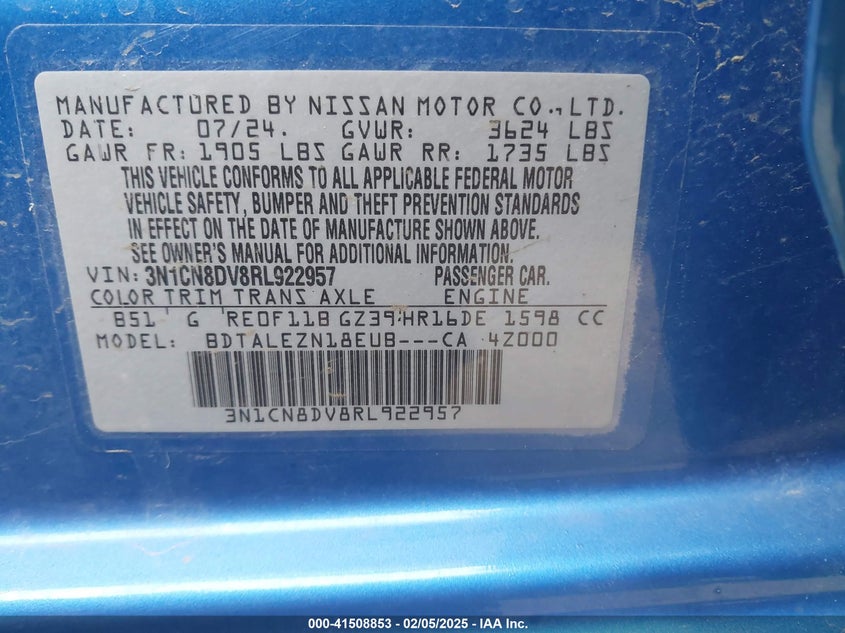 MANUFACTURED BY NISSAN MOTOR CO., LTD.
DATE: 07/24. GVWR: 3624 LBS
GAWR FR: 1905 LBS GAWR RR: 1735 LBS
THIS VEHICLE CONFORMS TO ALL APPLICABLE FEDERAL MOTOR
VEHICLE SAFETY, BUMPER AND THEFT PREVENTION STANDARDS
IN EFFECT ON THE DATE OF MANUFACTURE SHOWN ABOVE.
SEE OWNER'S MANUAL FOR ADDITIONAL INFORMATION.
VIN: 3N1CN8DV8RL922957 PASSENGER CAR.
COLOR TRIM TRANS AXLE ENGINE
B51 G RE0F11B GZ39 HR16DE 1598 CC
MODEL: BDTALEZN18EUB---CA 4Z000
3N1CN8DV8RL922957
000-41508853 - 02/05/2025 - IAA Inc.